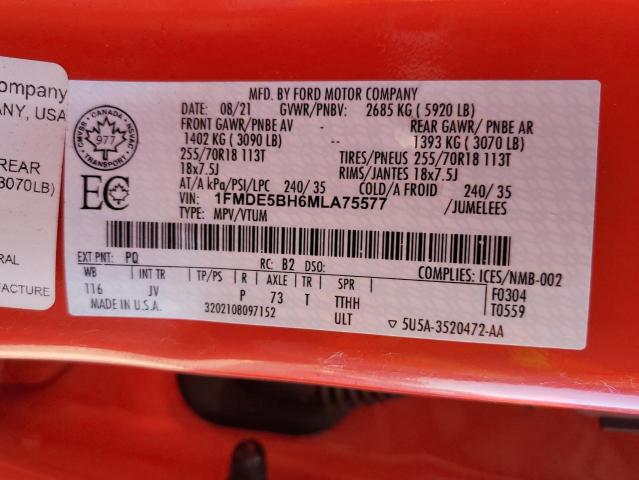 ompany
ANY, USA
REAR
3070LB)
RAL
FACTURE
MFD. BY FORD MOTOR COMPANY
08/21 GVWR/PNBV: 2685 KG ( 5920 LB)
FRONT GAWR/PNBE AV -- REAR GAWR/ PNBE AR
1402 KG ( 3090 LB) 1393 KG ( 3070 LB)
255/70R18 113T TIRES/PNEUS 255/70R18 113T
18x7.5J RIMS/JANTES 18x7.5J
AT/A kPa/PSI/LPC 240/ 35 COLD/A FROID 240/ 35
VIN: 1FMDE5BH6MLA75577 /JUMELEES
TYPE: MPV/VTUM
CANADA
CMVSS NSVAC
977
TRANSPORT
EC
EXT PNT: PQ RC: B2 DSO: COMPLIES: ICES/NMB-002
WB INT TR TP/PS R AXLE TR SPR F0304
116 JV P 73 T TTHH T0559
MADE IN U.S.A. 3202108097152 ULT ▽ 5U5A-3520472-AA